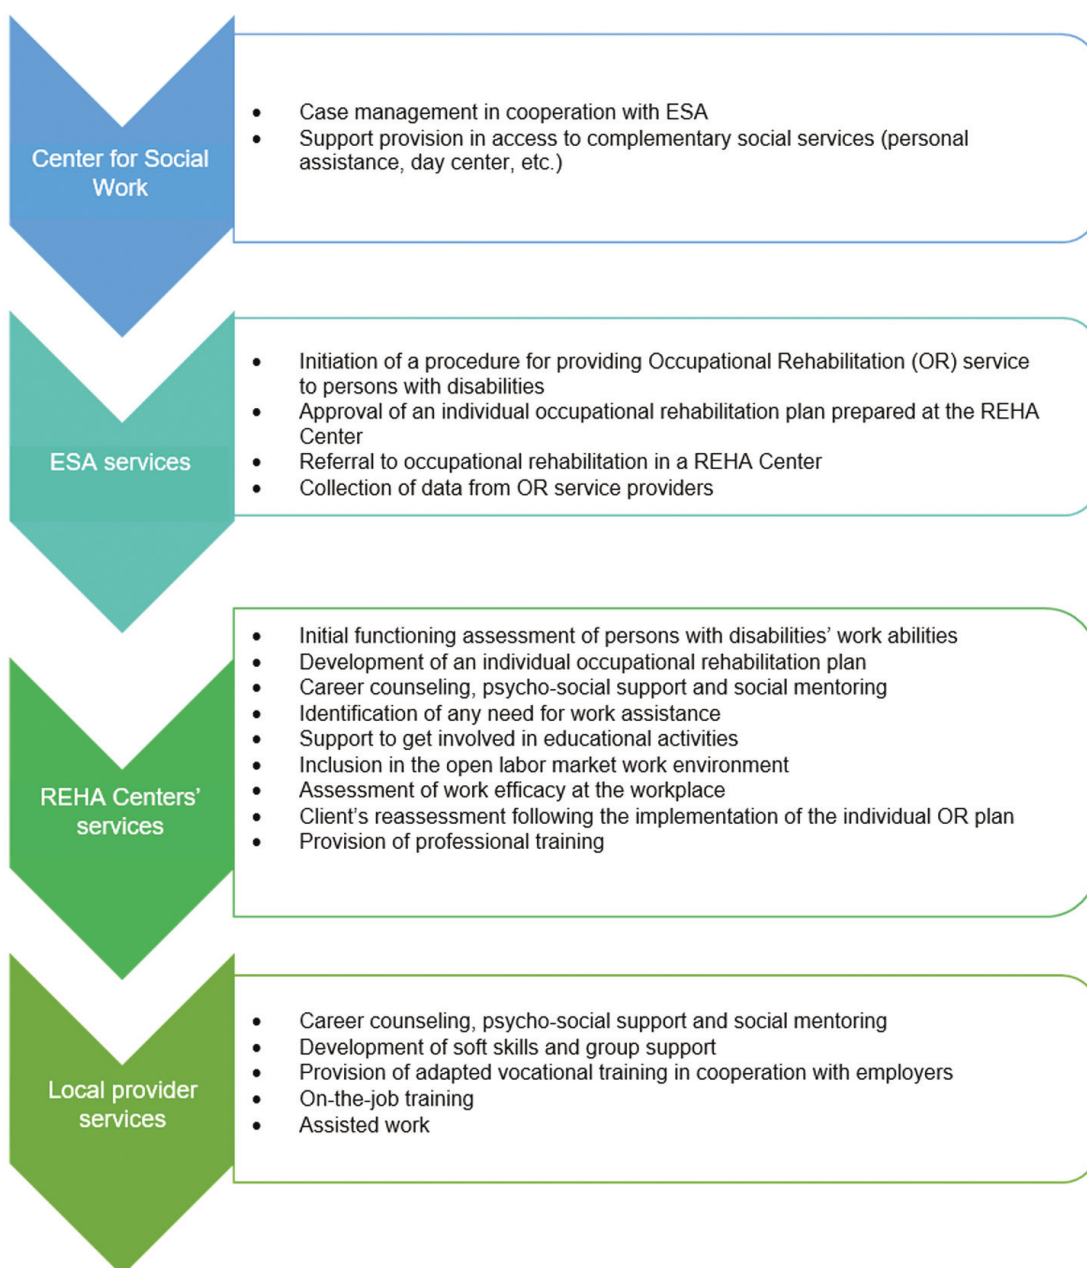 Center for Social
Work
• Case management in cooperation with ESA
• Support provision in access to complementary social services (personal
assistance, day center, etc.)
ESA services
• Initiation of a procedure for providing Occupational Rehabilitation (OR) service
to persons with disabilities
• Approval of an individual occupational rehabilitation plan prepared at the REHA
Center
• Referral to occupational rehabilitation in a REHA Center
• Collection of data from OR service providers
REHA Centers’
services
• Initial functioning assessment of persons with disabilities’ work abilities
• Development of an individual occupational rehabilitation plan
• Career counseling, psycho-social support and social mentoring
• Identification of any need for work assistance
• Support to get involved in educational activities
• Inclusion in the open labor market work environment
• Assessment of work efficacy at the workplace
• Client’s reassessment following the implementation of the individual OR plan
• Provision of professional training
Local provider
services
• Career counseling, psycho-social support and social mentoring
• Development of soft skills and group support
• Provision of adapted vocational training in cooperation with employers
• On-the-job training
• Assisted work